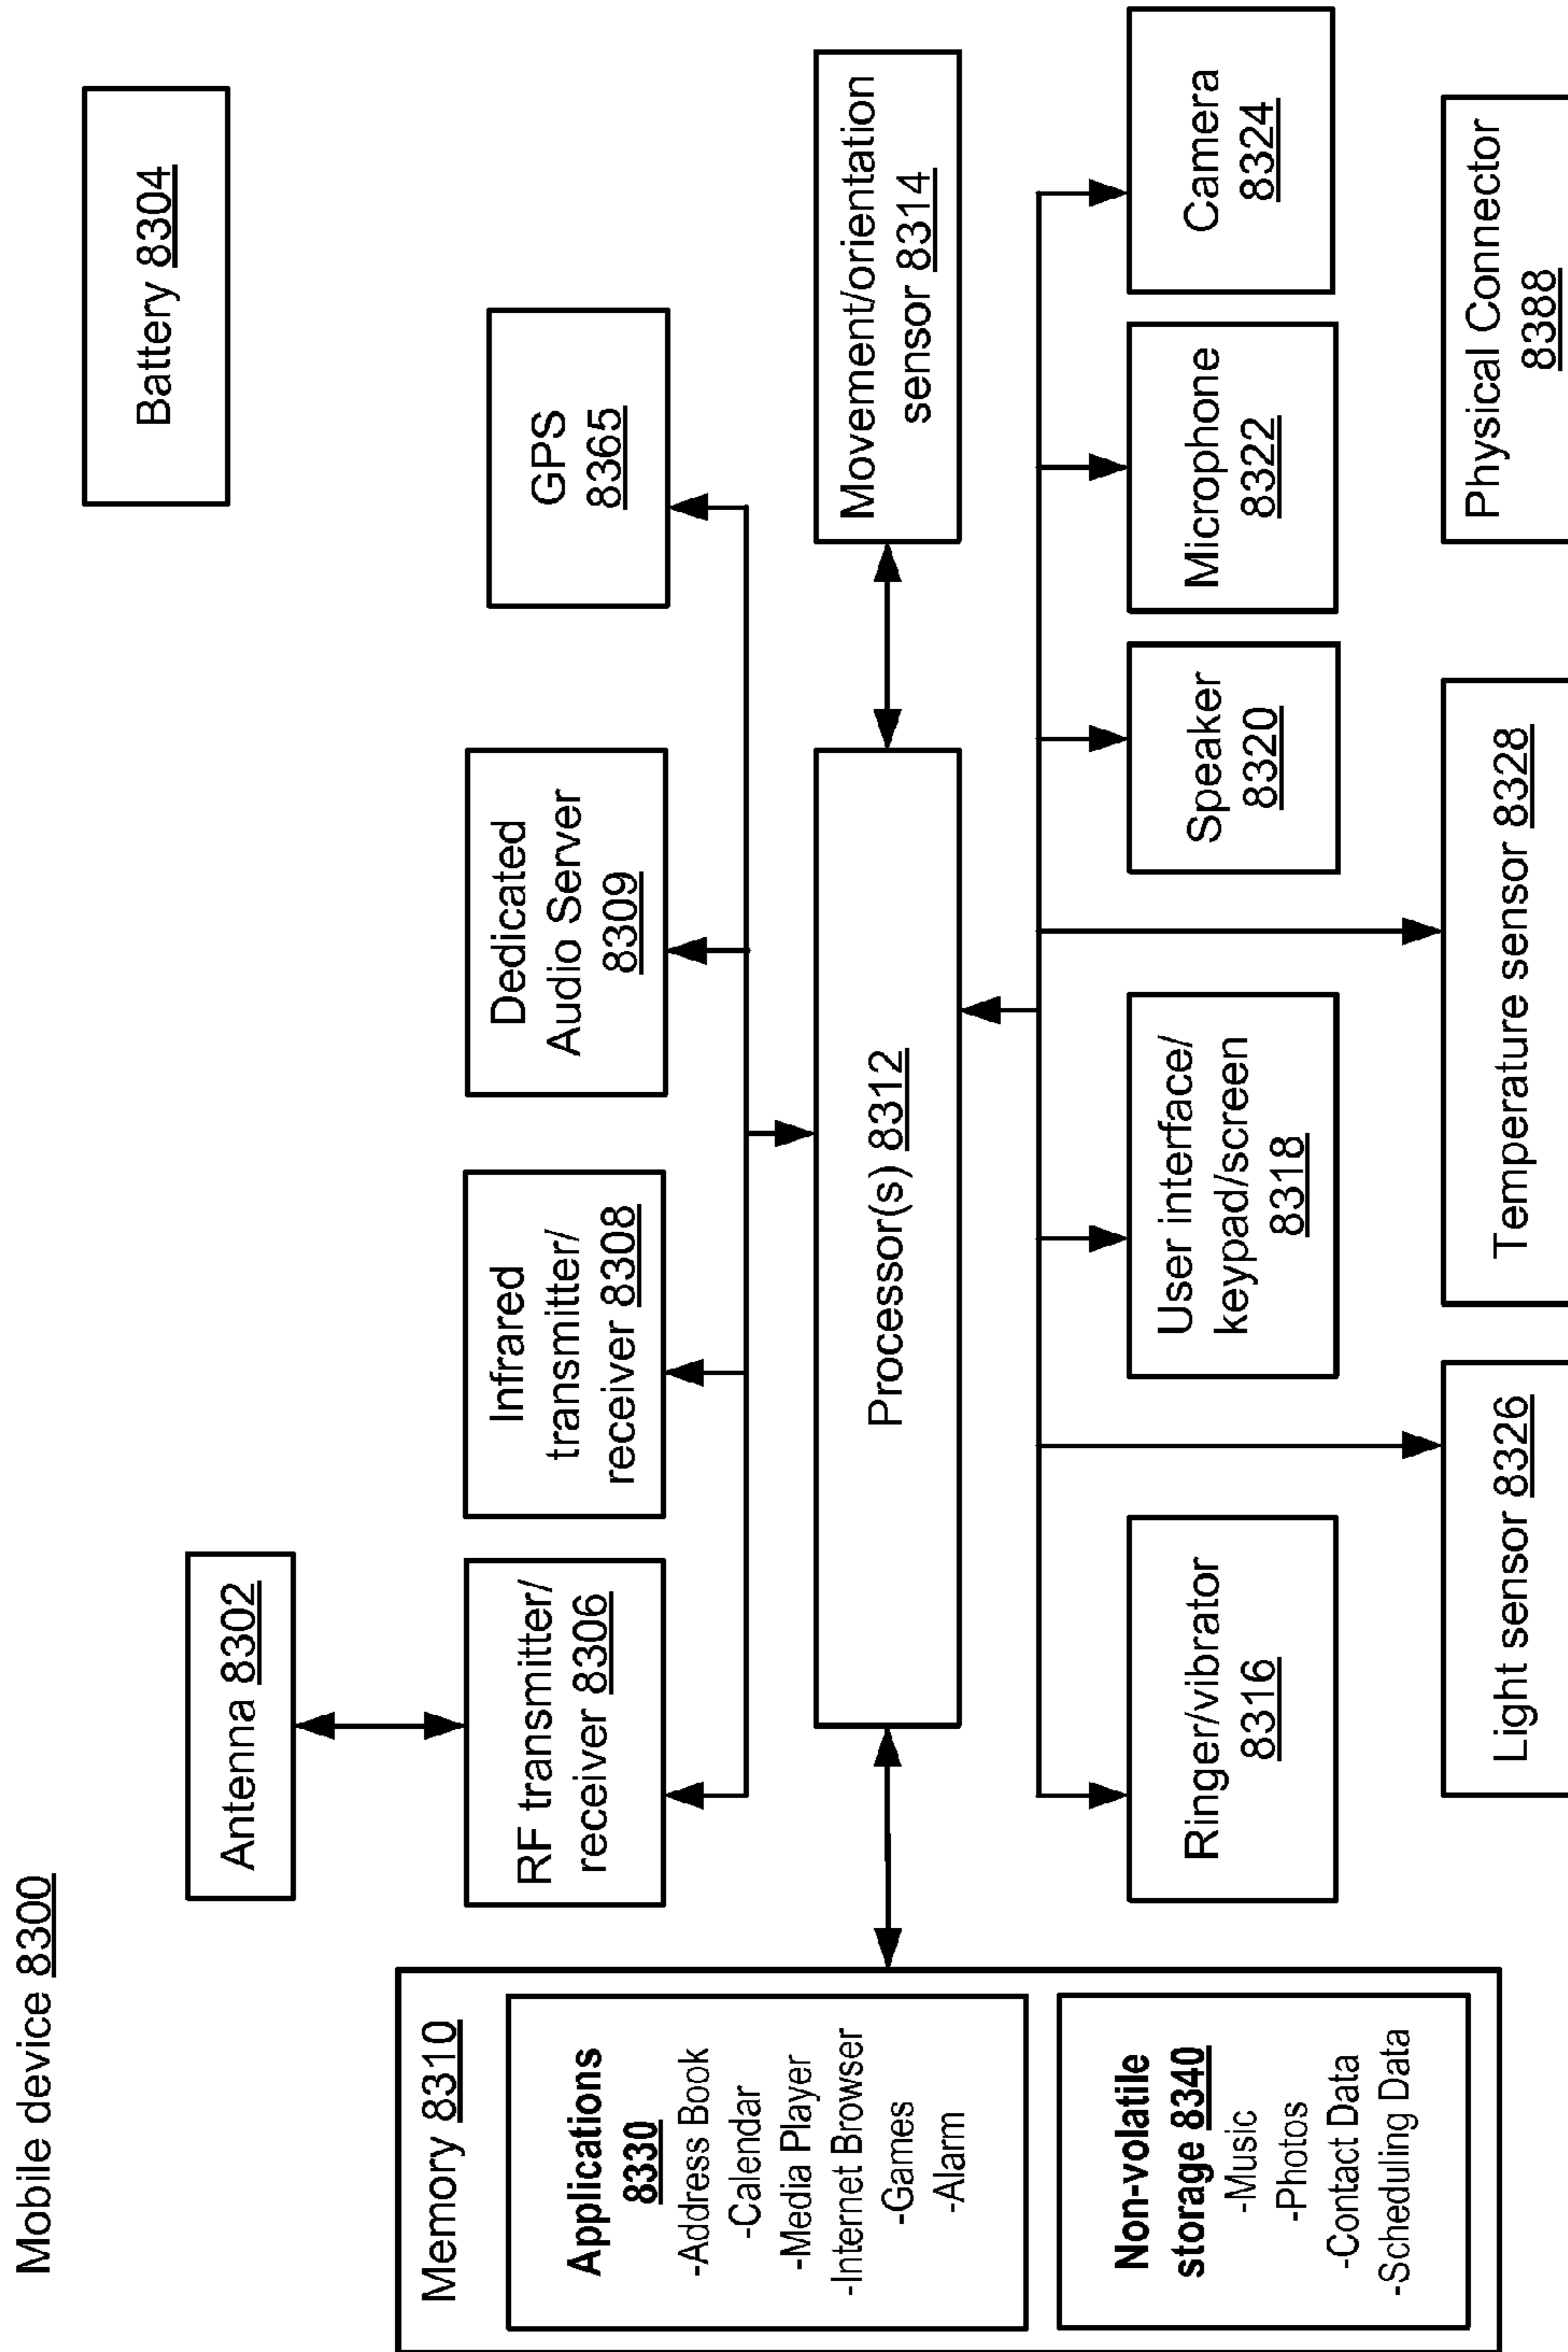 Mobile device 8300
Antenna 8302
Battery 8304
Memory 8310
Applications
8330
-Address Book
-Calendar
-Media Player
-Internet Browser
-Games
-Alarm
Non-volatile
storage 8340
-Music
-Photos
-Contact Data
-Scheduling Data
RF transmitter/
receiver 8306
Infrared
transmitter/
receiver 8308
Dedicated
Audio Server
8309
GPS
8365
Processor(s) 8312
Movement/orientation
sensor 8314
Ringer/vibrator
8316
User interface/
keypad/screen
8318
Speaker
8320
Microphone
8322
Camera
8324
Light sensor 8326
Temperature sensor 8328
Physical Connector
8388